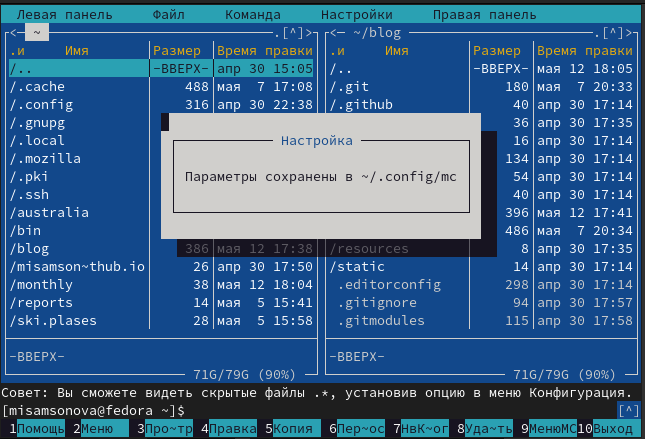 Левая панель Файл Команда Настройки Правая панель
<─ ~ .[^]> <─ ~/blog .[^]>
.и Имя Размер Время правки .и Имя Размер Время правки
/.. -ВВЕРХ- апр 30 15:05 /.. -ВВЕРХ- мая 12 18:05
/.cache 488 мая 7 17:08 /.git 180 мая 7 20:33
/.config 316 апр 30 22:38 /.github 40 апр 30 17:14
/.gnupg 36 апр 30 17:35
/.local 16 апр 30 17:14
/.mozilla 134 апр 30 17:14
/.pki 54 апр 30 17:14
/.ssh 40 апр 30 17:14
/australia 396 мая 12 17:41
/bin 486 мая 7 20:34
/blog 386 мая 12 17:38 /resources 8 апр 30 17:35
/misamson~thub.io 26 апр 30 17:50 /static 14 апр 30 17:14
/monthly 38 мая 12 18:04 .editorconfig 298 апр 30 17:14
/reports 14 мая 5 15:41 .gitignore 94 апр 30 17:57
/ski.plases 28 мая 5 15:58 .gitmodules 115 апр 30 17:58
Настройка
Параметры сохранены в ~/.config/mc
-ВВЕРХ- -ВВЕРХ-
71G/79G (90%) 71G/79G (90%)
Совет: Вы сможете видеть скрытые файлы .*, установив опцию в меню Конфигурация.
[misamsonova@fedora ~]$ [^]
1Помощь 2Меню 3Про~тр 4Правка 5Копия 6Пер~ос 7НвК~ог 8Уда~ть 9МенюMC 10Выход